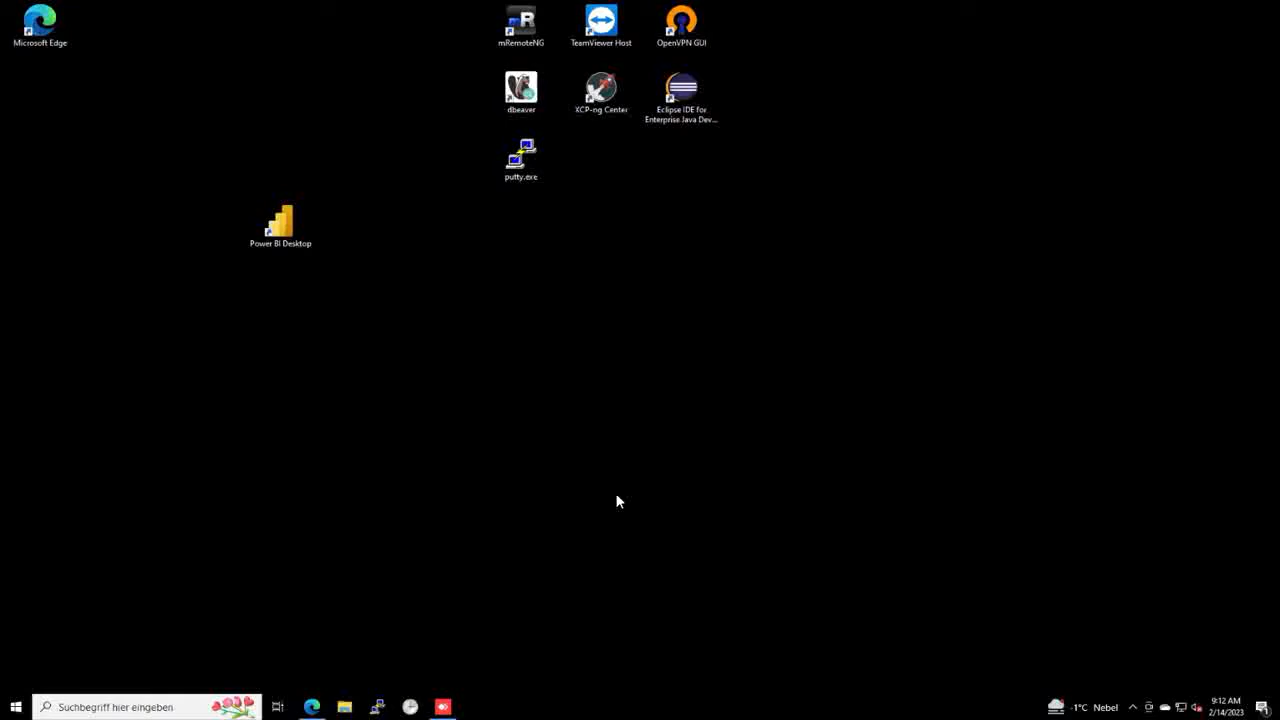 Microsoft Edge
mRemoteNG
TeamViewer Host
OpenVPN GUI
dbeaver
XCP-ng Center
Eclipse IDE for
Enterprise Java Dev...
putty.exe
Power BI Desktop
Suchbegriff hier eingeben
-1°C Nebel
9:12 AM
2/14/2023